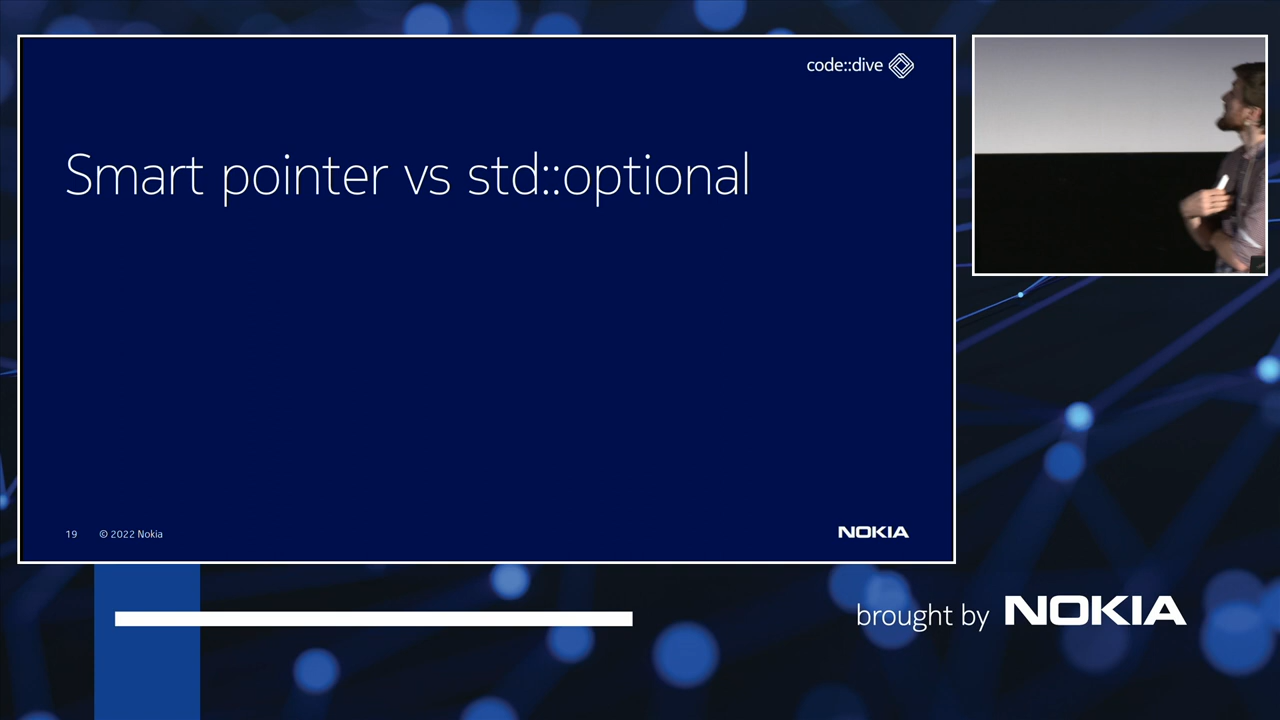 code::dive
Smart pointer vs std::optional
19 © 2022 Nokia
NOKIA
brought by NOKIA